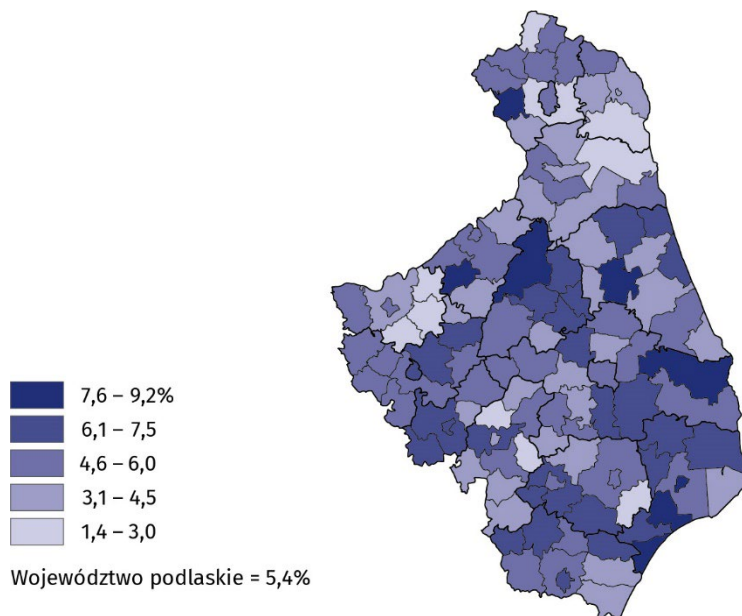 7,6 – 9,2%
6,1 – 7,5
4,6 – 6,0
3,1 – 4,5
1,4 – 3,0
Województwo podlaskie = 5,4%